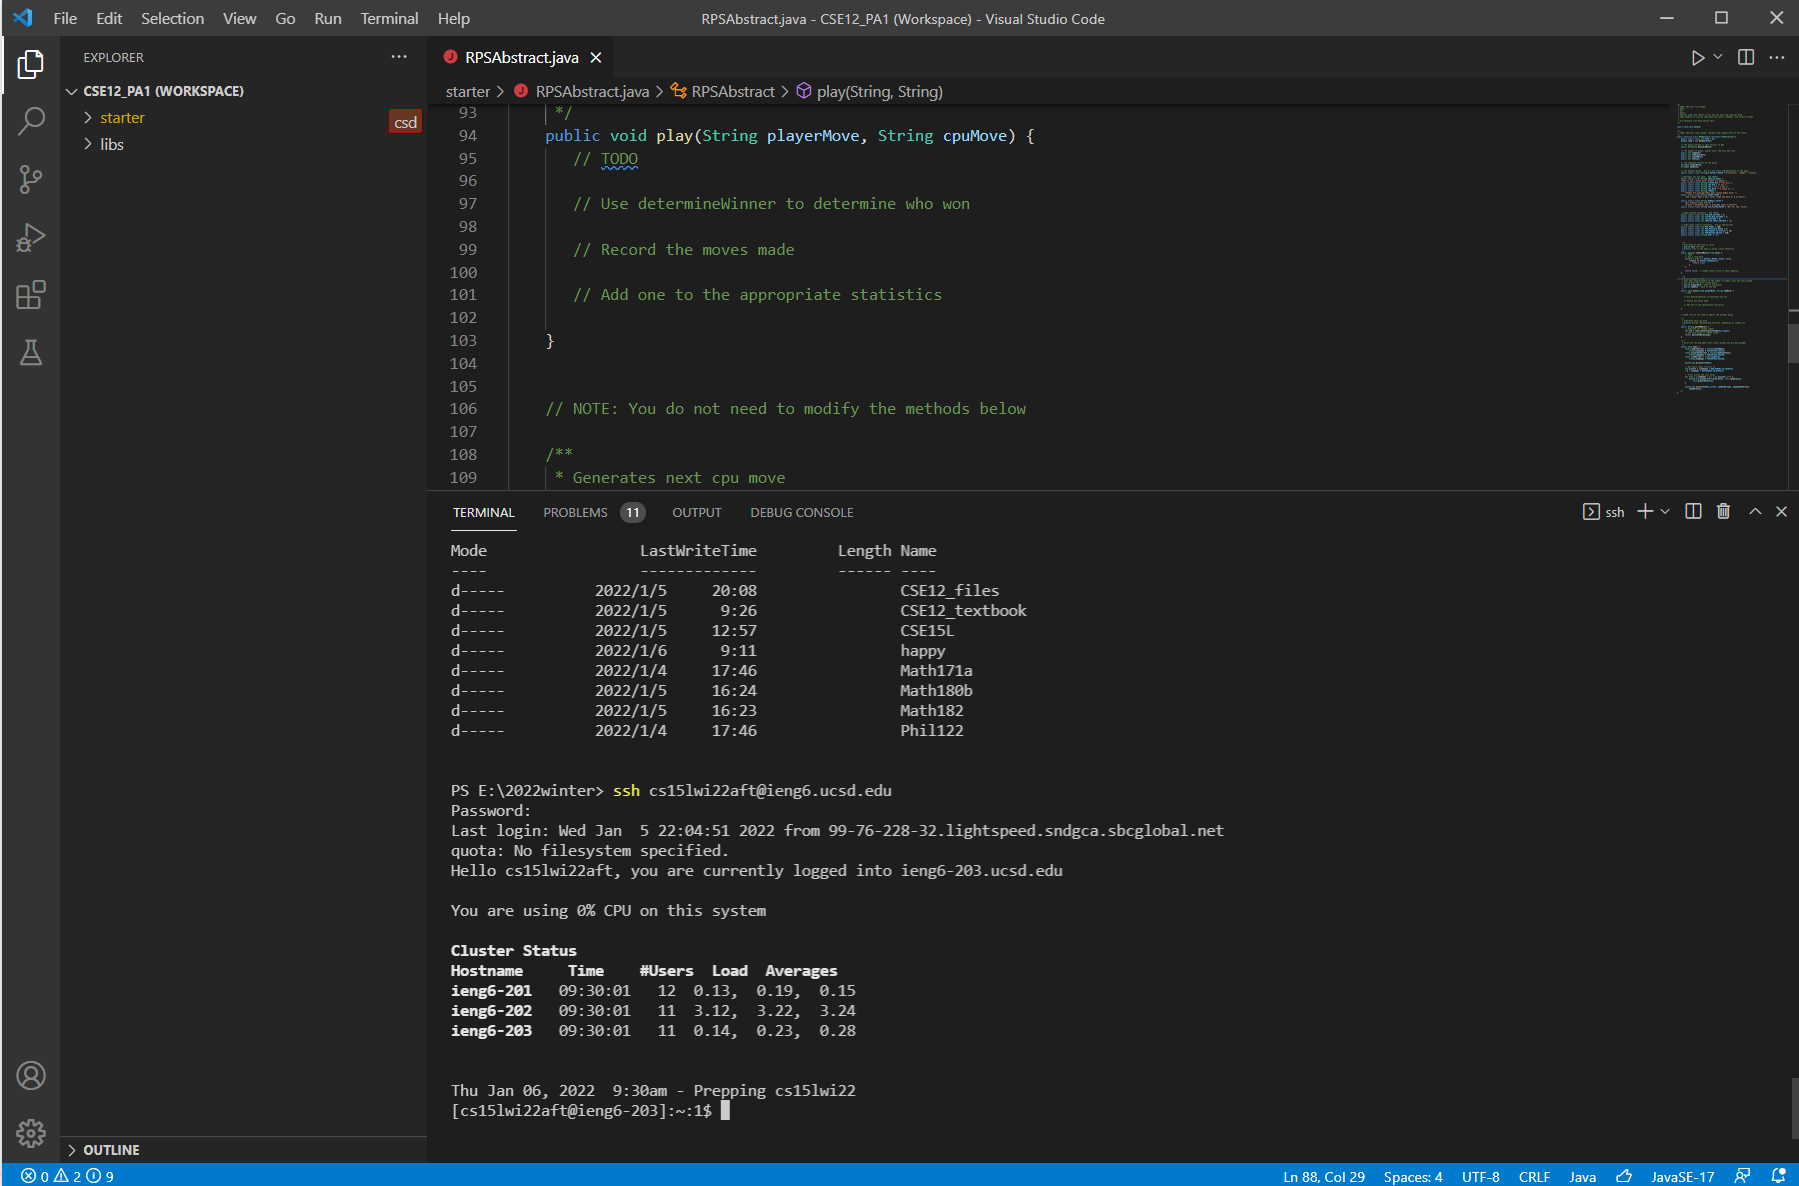 File Edit Selection View Go Run Terminal Help
RPSAbstract.java - CSE12_PA1 (Workspace) - Visual Studio Code
EXPLORER
CSE12_PA1 (WORKSPACE)
starter
csd
libs
RPSAbstract.java
starter > RPSAbstract.java > RPSAbstract > play(String, String)
93 */
94 public void play(String playerMove, String cpuMove) {
95 // TODO
96
97 // Use determineWinner to determine who won
98
99 // Record the moves made
100
101 // Add one to the appropriate statistics
102
103 }
104
105
106 // NOTE: You do not need to modify the methods below
107
108 /**
109 * Generates next cpu move
TERMINAL PROBLEMS 11 OUTPUT DEBUG CONSOLE
ssh
Mode LastWriteTime Length Name
---- ------------- ------ ----
d----- 2022/1/5 20:08 CSE12_files
d----- 2022/1/5 9:26 CSE12_textbook
d----- 2022/1/5 12:57 CSE15L
d----- 2022/1/6 9:11 happy
d----- 2022/1/4 17:46 Math171a
d----- 2022/1/5 16:24 Math180b
d----- 2022/1/5 16:23 Math182
d----- 2022/1/4 17:46 Phil122
PS E:\2022winter> ssh cs15lwi22aft@ieng6.ucsd.edu
Password:
Last login: Wed Jan  5 22:04:51 2022 from 99-76-228-32.lightspeed.sndgca.sbcglobal.net
quota: No filesystem specified.
Hello cs15lwi22aft, you are currently logged into ieng6-203.ucsd.edu
You are using 0% CPU on this system
Cluster Status
Hostname Time #Users Load Averages
ieng6-201 09:30:01 12 0.13, 0.19, 0.15
ieng6-202 09:30:01 11 3.12, 3.22, 3.24
ieng6-203 09:30:01 11 0.14, 0.23, 0.28
Thu Jan 06, 2022  9:30am - Prepping cs15lwi22
[cs15lwi22aft@ieng6-203]:~:1$
OUTLINE
0 2 9
Ln 88, Col 29 Spaces: 4 UTF-8 CRLF Java JavaSE-17